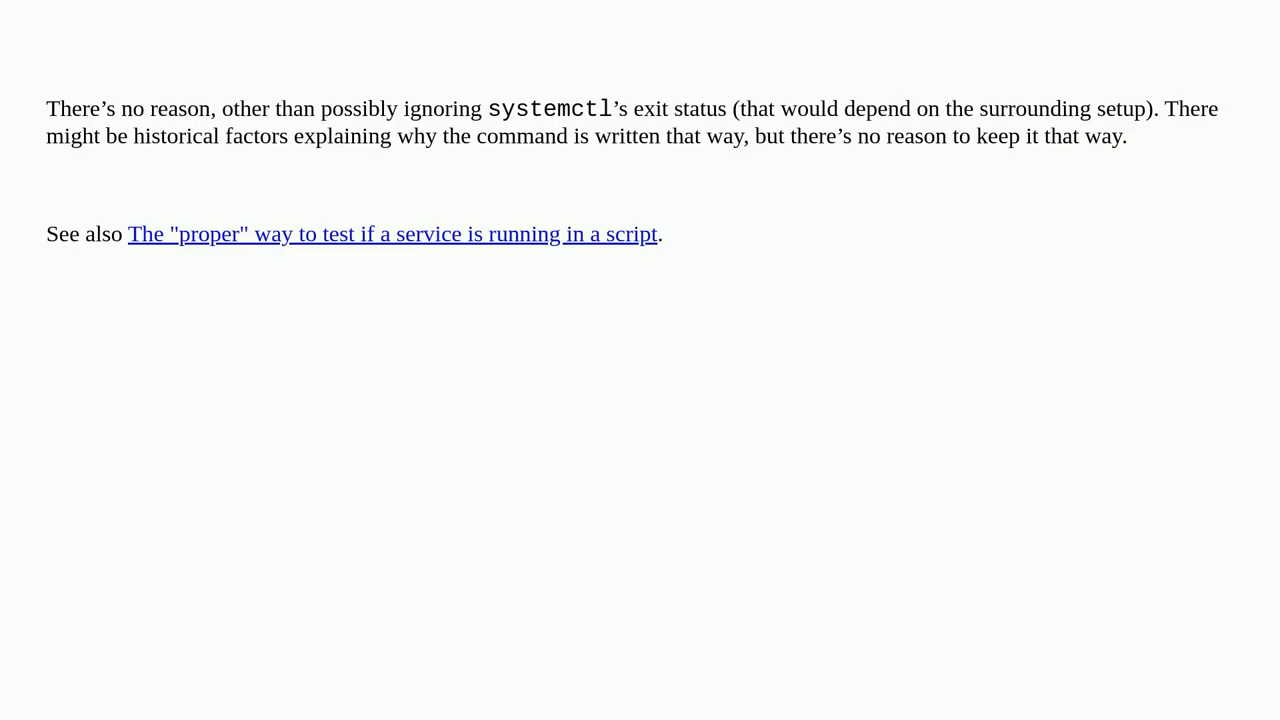 There’s no reason, other than possibly ignoring systemctl’s exit status (that would depend on the surrounding setup). There
might be historical factors explaining why the command is written that way, but there’s no reason to keep it that way.
See also The "proper" way to test if a service is running in a script.